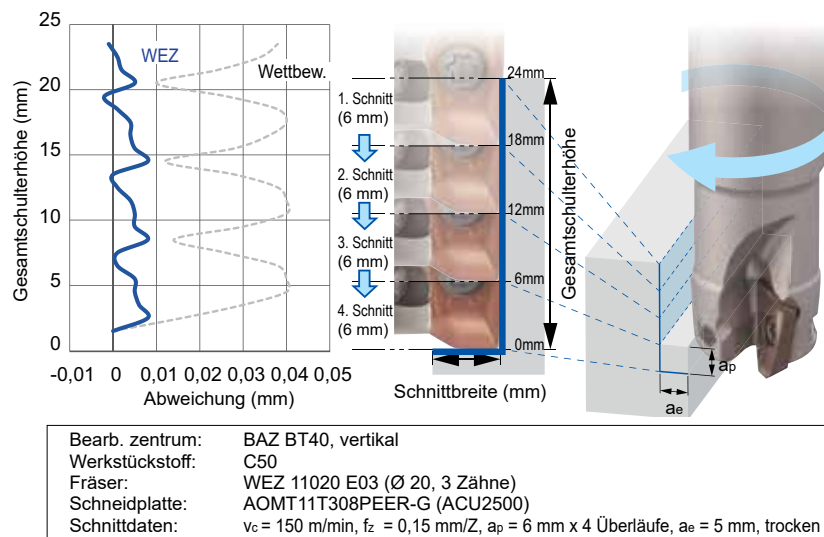 25
20
15
10
5
0
Gesamtschulterhöhe (mm)
WEZ
Wettbew.
-0,01 0 0,01 0,02 0,03 0,04 0,05
Abweichung (mm)
1. Schnitt
(6 mm)
2. Schnitt
(6 mm)
3. Schnitt
(6 mm)
4. Schnitt
(6 mm)
24mm
18mm
12mm
6mm
0mm
Gesamtschulterhöhe
Schnittbreite (mm)
ap
ae
Bearb. zentrum: BAZ BT40, vertikal
Werkstückstoff: C50
Fräser: WEZ 11020 E03 (Ø 20, 3 Zähne)
Schneidplatte: AOMT11T308PEER-G (ACU2500)
Schnittdaten: vc = 150 m/min, fz = 0,15 mm/Z, ap = 6 mm x 4 Überläufe, ae = 5 mm, trocken